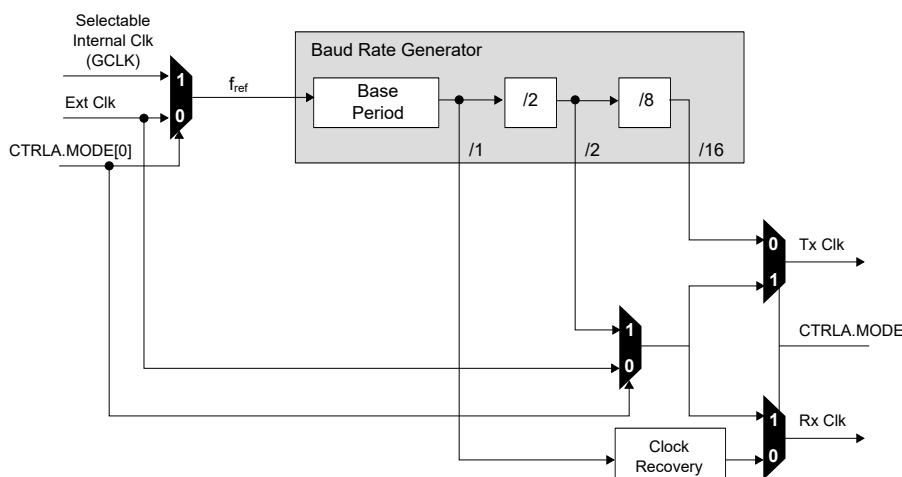 Selectable
Internal Clk
(GCLK)
Baud Rate Generator
1
f_ref
Base
Period
/2
/8
Ext Clk
0
CTRLA.MODE[0]
/1
/2
/16
0
Tx Clk
1
1
CTRLA.MODE
0
1
Rx Clk
Clock
Recovery
0